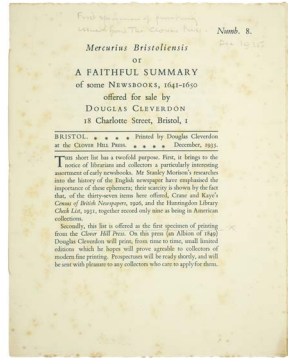 Numb. 8.
Mercurius Bristoliensis
or
A FAITHFUL SUMMARY
of some NEWSBOOKS, 1641-1650
offered for sale by
DOUGLAS CLEVERDON
18 Charlotte Street, Bristol, 1
BRISTOL. Printed by Douglas Cleverdon
at the CLOVER HILL PRESS. December, 1935.
THIS short list has a twofold purpose. First, it brings to the
notice of librarians and collectors a particularly interesting
assortment of early newsbooks. Mr Stanley Morison's researches
into the history of the English newspaper have emphasised the
importance of these ephemera; their scarcity is shown by the fact
that, of the thirty-seven items here offered, Crane and Kaye's
Census of British Newspapers, 1926, and the Huntingdon Library
Check List, 1931, together record only nine as being in American
collections.
Secondly, this list is offered as the first specimen of printing
from the Clover Hill Press. On this press (an Albion of 1849)
Douglas Cleverdon will print, from time to time, small limited
editions which he hopes will prove agreeable to collectors of
modern fine printing. Prospectuses will be ready shortly, and will
be sent with pleasure to any collectors who care to apply for them.